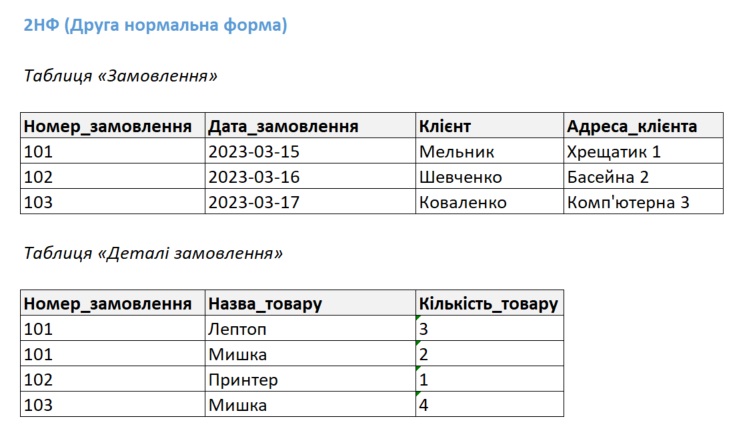 2НФ (Друга нормальна форма)
Таблиця «Замовлення»
Номер_замовлення Дата_замовлення Клієнт Адреса_клієнта
101 2023-03-15 Мельник Хрещатик 1
102 2023-03-16 Шевченко Басейна 2
103 2023-03-17 Коваленко Комп'ютерна 3
Таблиця «Деталі замовлення»
Номер_замовлення Назва_товару Кількість_товару
101 Лептоп 3
101 Мишка 2
102 Принтер 1
103 Мишка 4